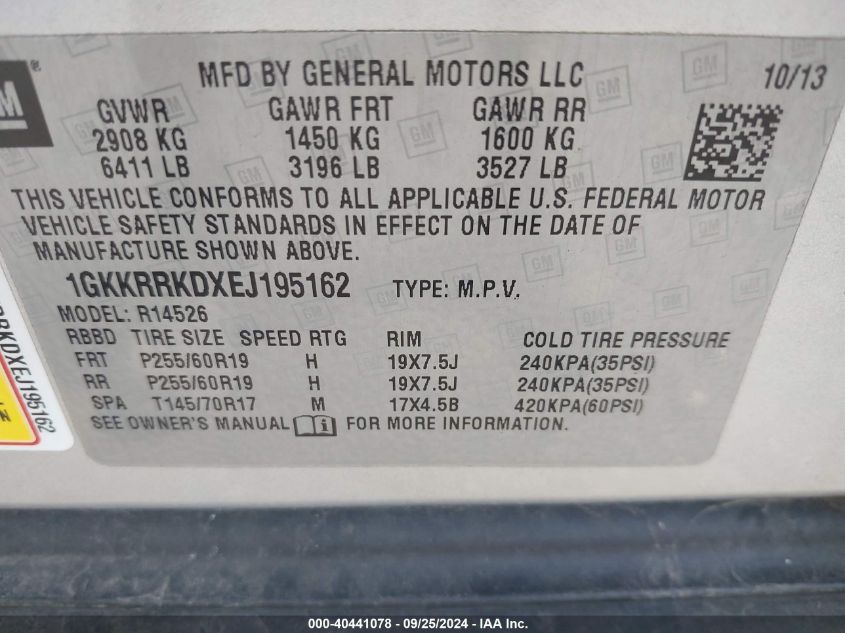 GM ®
MFD BY GENERAL MOTORS LLC 10/13
GVWR GAWR FRT GAWR RR
2908 KG 1450 KG 1600 KG
6411 LB 3196 LB 3527 LB
THIS VEHICLE CONFORMS TO ALL APPLICABLE U.S. FEDERAL MOTOR
VEHICLE SAFETY STANDARDS IN EFFECT ON THE DATE OF
MANUFACTURE SHOWN ABOVE.
1GKKRRKDXEJ195162 TYPE: M.P.V.
MODEL: R14526
RBBD TIRE SIZE SPEED RTG RIM COLD TIRE PRESSURE
FRT P255/60R19 H 19X7.5J 240KPA(35PSI)
RR P255/60R19 H 19X7.5J 240KPA(35PSI)
SPA T145/70R17 M 17X4.5B 420KPA(60PSI)
SEE OWNER'S MANUAL FOR MORE INFORMATION.
RRKDXEJ195162
000-40441078 - 09/25/2024 - IAA Inc.